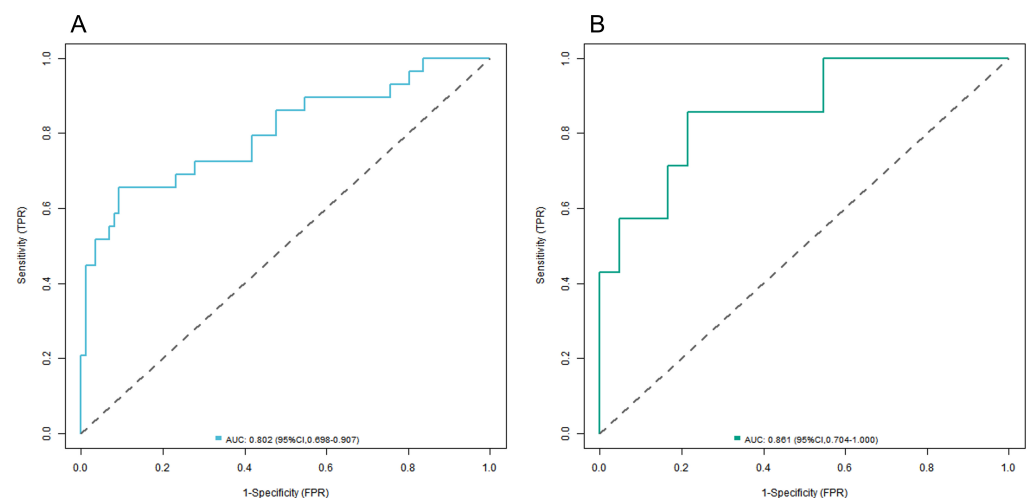 A
Sensitivity (TPR)
1.0
0.8
0.6
0.4
0.2
0.0
AUC: 0.802 (95%CI,0.698-0.907)
0.0 0.2 0.4 0.6 0.8 1.0
1-Specificity (FPR)
B
Sensitivity (TPR)
1.0
0.8
0.6
0.4
0.2
0.0
AUC: 0.861 (95%CI,0.704-1.000)
0.0 0.2 0.4 0.6 0.8 1.0
1-Specificity (FPR)